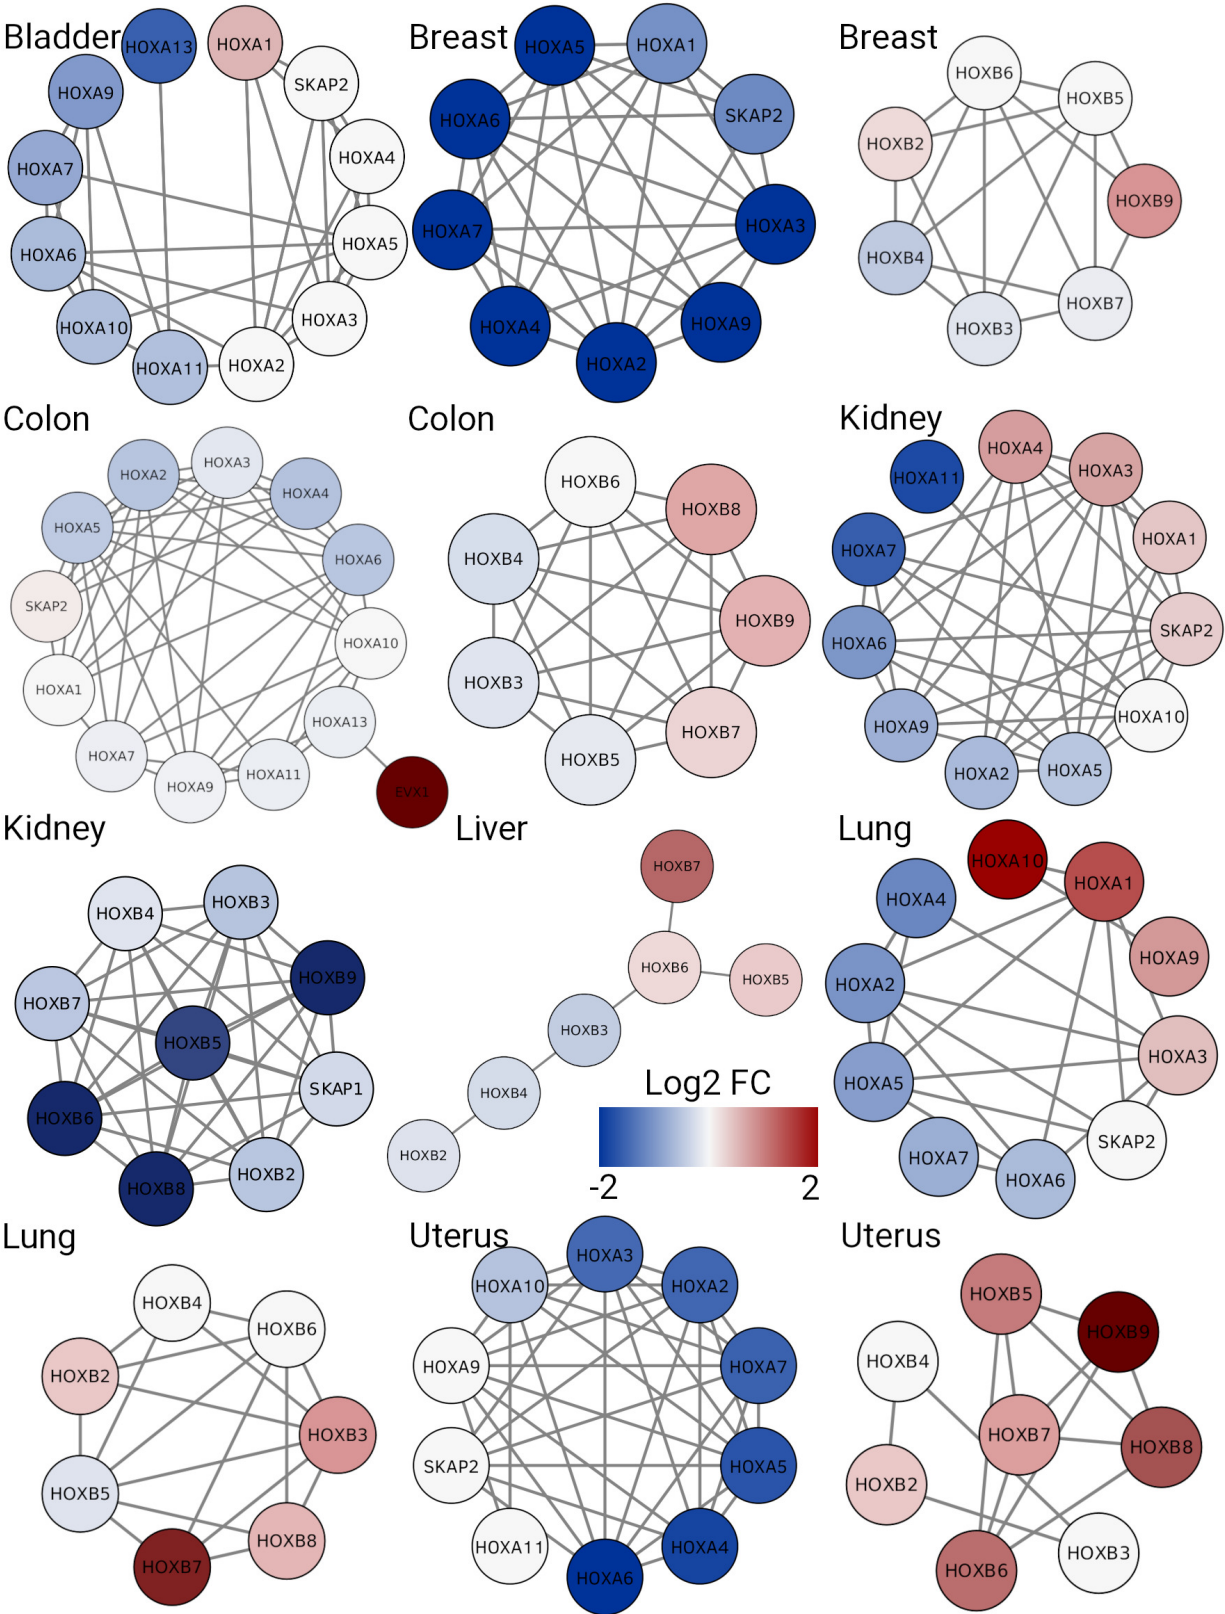 Bladder
HOXA13
HOXA1
SKAP2
HOXA9
HOXA4
HOXA7
HOXA5
HOXA6
HOXA3
HOXA10
HOXA11
HOXA2
Breast
HOXA5
HOXA1
HOXA6
SKAP2
HOXA7
HOXA3
HOXA4
HOXA9
HOXA2
Breast
HOXB6
HOXB5
HOXB2
HOXB9
HOXB4
HOXB7
HOXB3
Colon
HOXA3
HOXA2
HOXA4
HOXA5
HOXA6
SKAP2
HOXA10
HOXA1
HOXA13
HOXA7
HOXA11
HOXA9
EVX1
Colon
HOXB6
HOXB8
HOXB4
HOXB9
HOXB3
HOXB7
HOXB5
Kidney
HOXA4
HOXA3
HOXA11
HOXA1
HOXA7
SKAP2
HOXA6
HOXA10
HOXA9
HOXA2
HOXA5
Kidney
HOXB4
HOXB3
HOXB9
HOXB7
HOXB5
SKAP1
HOXB6
HOXB2
HOXB8
Liver
HOXB7
HOXB6
HOXB5
HOXB3
HOXB4
HOXB2
Log2 FC
-2
2
Lung
HOXA10
HOXA1
HOXA4
HOXA9
HOXA2
HOXA3
HOXA5
SKAP2
HOXA7
HOXA6
Lung
HOXB4
HOXB6
HOXB2
HOXB3
HOXB5
HOXB8
HOXB7
Uterus
HOXA3
HOXA10
HOXA2
HOXA9
HOXA7
SKAP2
HOXA5
HOXA11
HOXA4
HOXA6
Uterus
HOXB5
HOXB9
HOXB4
HOXB7
HOXB8
HOXB2
HOXB3
HOXB6